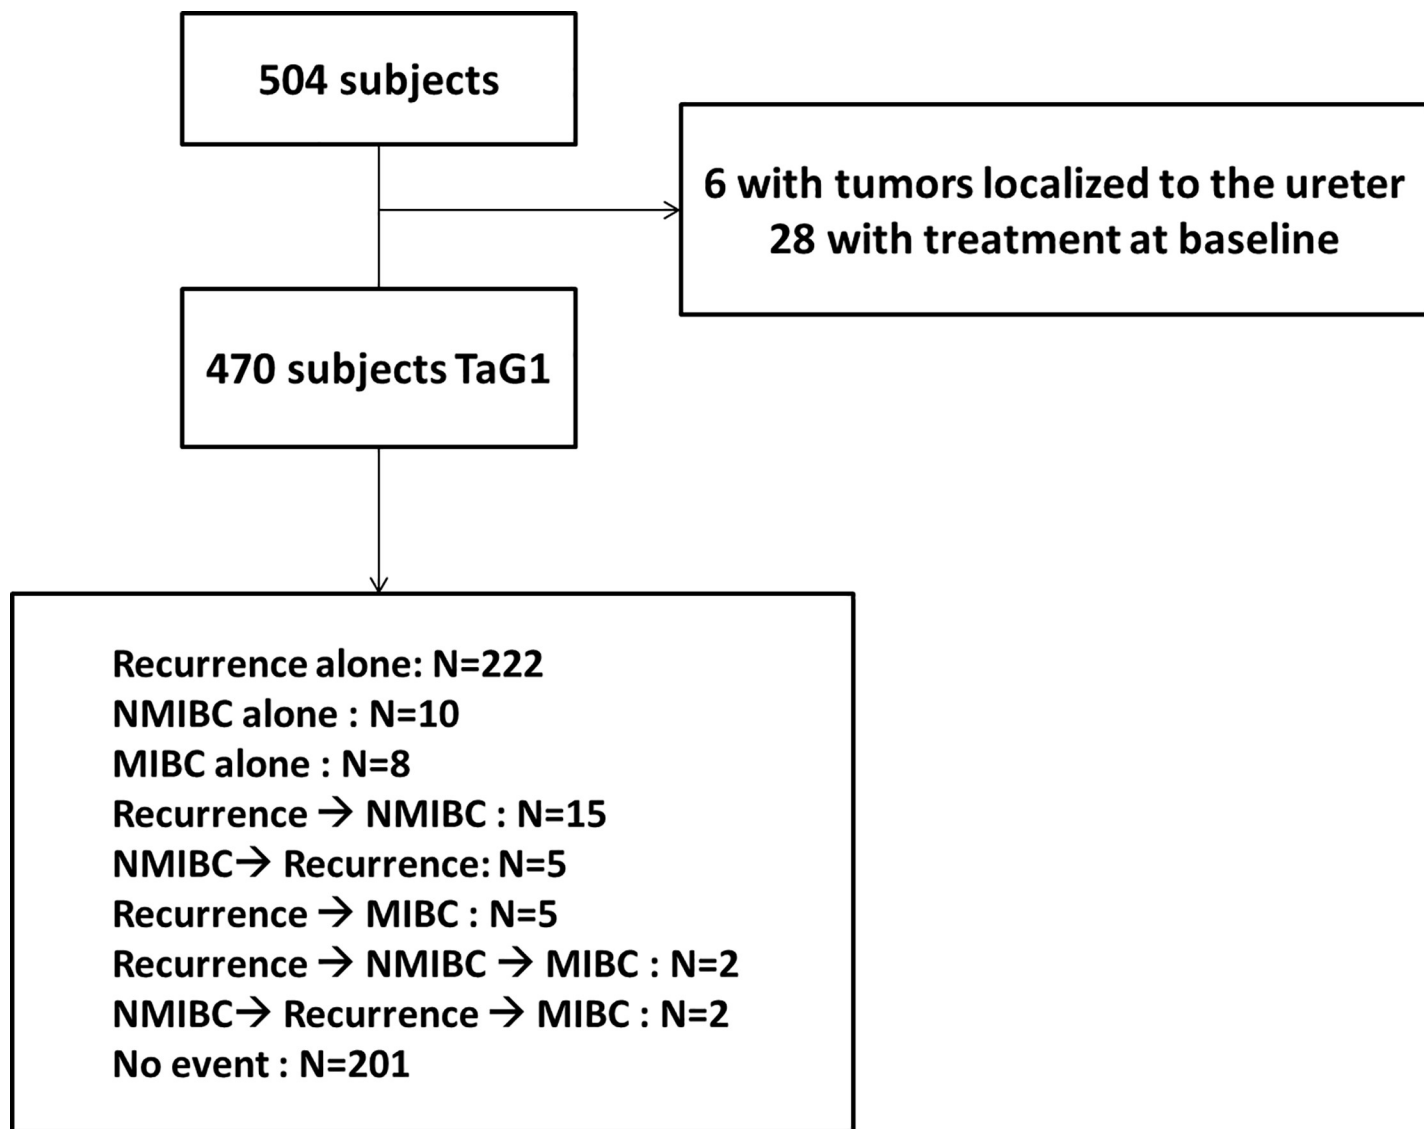 504 subjects
6 with tumors localized to the ureter
28 with treatment at baseline
470 subjects TaG1
Recurrence alone: N=222
NMIBC alone : N=10
MIBC alone : N=8
Recurrence → NMIBC : N=15
NMIBC→ Recurrence: N=5
Recurrence → MIBC : N=5
Recurrence → NMIBC → MIBC : N=2
NMIBC→ Recurrence → MIBC : N=2
No event : N=201